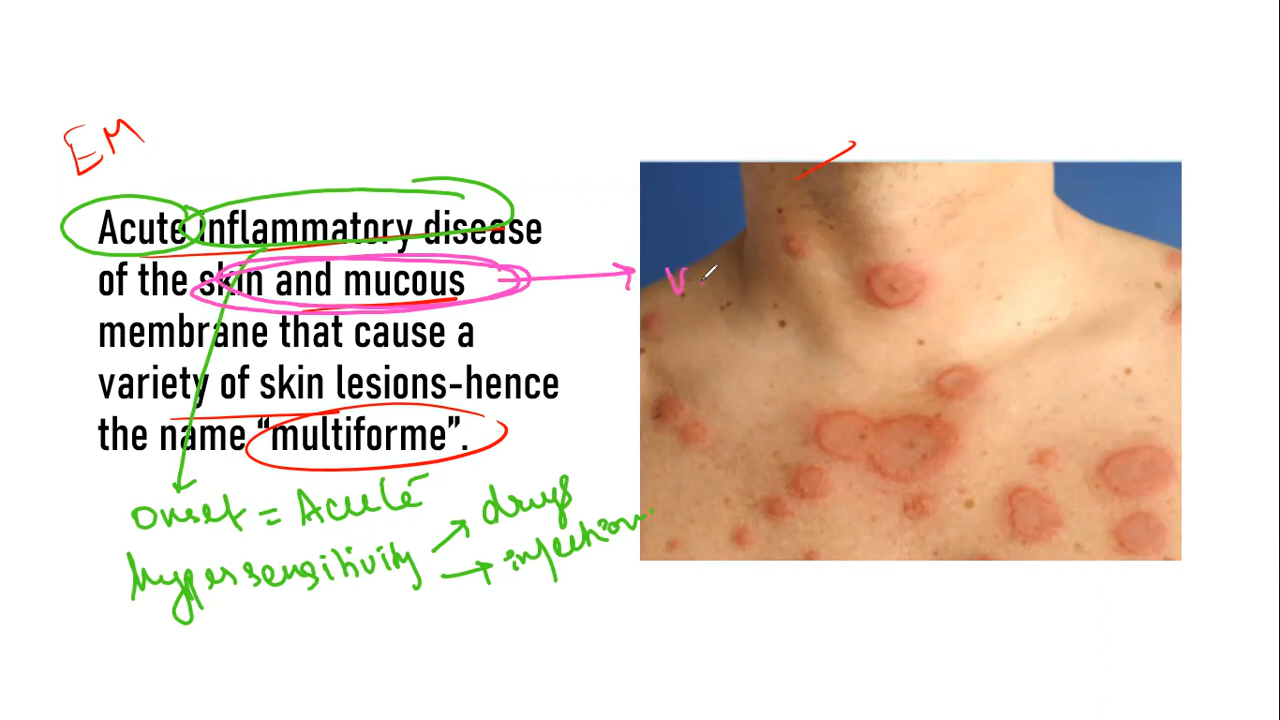 EM
Acute inflammatory disease
of the skin and mucous
membrane that cause a
variety of skin lesions-hence
the name “multiforme”.
onset = Acute
hypersensitivity → drugs
→ infection.
V